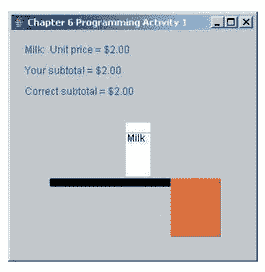 Chapter 6 Programming Activity 1
Milk: Unit price = $2.00
Your subtotal = $2.00
Correct subtotal = $2.00
Milk